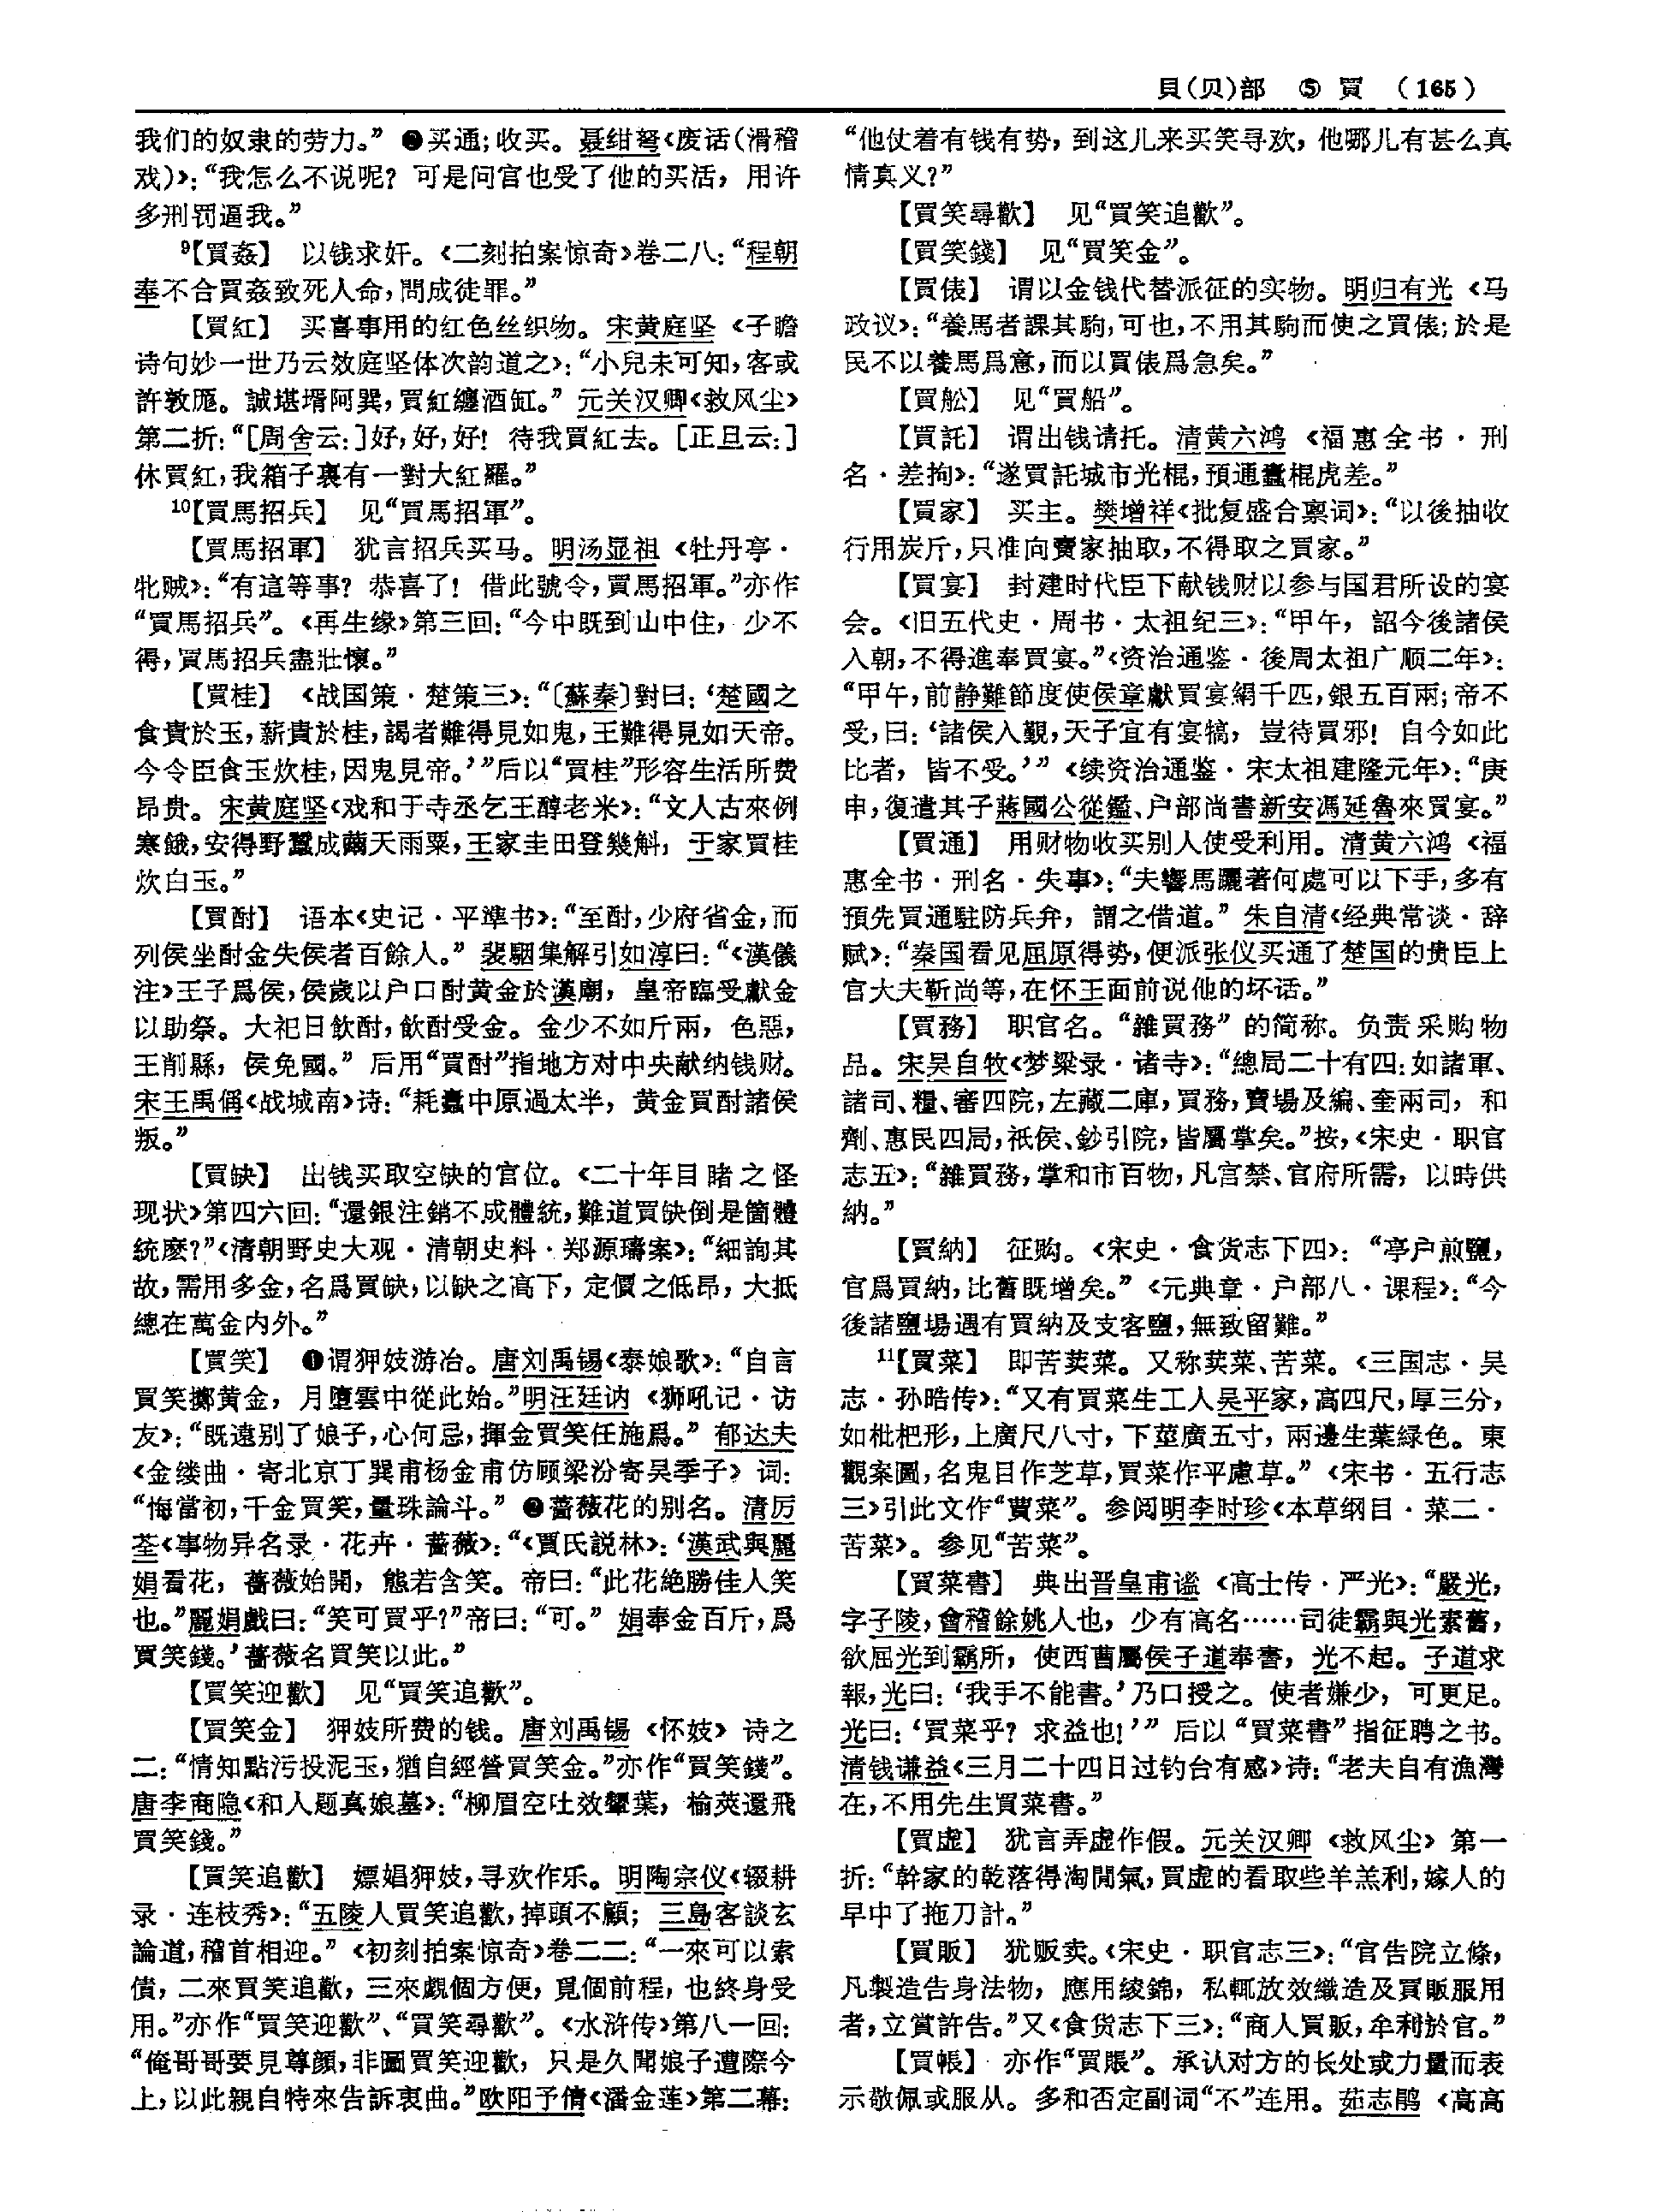 貝(贝)部 ⑤ 買 (165)
我们的奴隶的劳力。” ❷买通;收买。聂绀弩《废话(滑稽
戏)》:“我怎么不说呢? 可是问官也受了他的买活,用许
多刑罚逼我。”
⁹【買姦】 以钱求奸。《二刻拍案惊奇》卷二八:“程朝
奉不合買姦致死人命,問成徒罪。”
【買紅】 买喜事用的红色丝织物。宋黄庭坚《子瞻
诗句妙一世乃云效庭坚体次韵道之》:“小兒未可知,客或
許敦厖。誠堪壻阿巽,買紅纏酒缸。” 元关汉卿《救风尘》
第二折:“[周舍云:]好,好,好! 待我買紅去。[正旦云:]
休買紅,我箱子裏有一對大紅羅。”
¹⁰【買馬招兵】 见“買馬招軍”。
【買馬招軍】 犹言招兵买马。明汤显祖《牡丹亭·
牝贼》:“有這等事? 恭喜了! 借此號令,買馬招軍。”亦作
“買馬招兵”。《再生缘》第三回:“今中既到山中住,少不
得,買馬招兵盡壯懷。”
【買桂】 《战国策·楚策三》:“〔蘇秦〕對曰:‘楚國之
食貴於玉,薪貴於桂,謁者難得見如鬼,王難得見如天帝。
今令臣食玉炊桂,因鬼見帝。’”后以“買桂”形容生活所费
昂贵。宋黄庭坚《戏和于寺丞乞王醇老米》:“文人古來例
寒餓,安得野蠶成繭天雨粟,王家圭田登幾斛,于家買桂
炊白玉。”
【買酎】 语本《史记·平準书》:“至酎,少府省金,而
列侯坐酎金失侯者百餘人。” 裴駰集解引如淳曰:“《漢儀
注》王子爲侯,侯歲以户口酎黄金於漢廟,皇帝臨受獻金
以助祭。大祀日飲酎,飲酎受金。金少不如斤兩,色惡,
王削縣,侯免國。” 后用“買酎”指地方对中央献纳钱财。
宋王禹偁《战城南》诗:“耗蠹中原過太半,黄金買酎諸侯
叛。”
【買缺】 出钱买取空缺的官位。《二十年目睹之怪
现状》第四六回:“還銀注銷不成體統,難道買缺倒是箇體
統麽?”《清朝野史大观·清朝史料·郑源璹案》:“細詢其
故,需用多金,名爲買缺,以缺之高下,定價之低昂,大抵
總在萬金内外。”
【買笑】 ❶谓狎妓游冶。唐刘禹锡《泰娘歌》:“自言
買笑擲黄金,月墮雲中從此始。”明汪廷讷《狮吼记·访
友》:“既遠别了娘子,心何忌,揮金買笑任施爲。” 郁达夫
《金缕曲·寄北京丁巽甫杨金甫仿顾梁汾寄吴季子》词:
“悔當初,千金買笑,量珠論斗。” ❷蔷薇花的别名。清厉
荃《事物异名录·花卉·蔷薇》:“《賈氏説林》:‘漢武與麗
娟看花,薔薇始開,態若含笑。帝曰:“此花絶勝佳人笑
也。”麗娟戲曰:“笑可買乎?”帝曰:“可。” 娟奉金百斤,爲
買笑錢。’薔薇名買笑以此。”
【買笑迎歡】 见“買笑追歡”。
【買笑金】 狎妓所费的钱。唐刘禹锡《怀妓》诗之
二:“情知點污投泥玉,猶自經營買笑金。”亦作“買笑錢”。
唐李商隐《和人题真娘墓》:“柳眉空吐效顰葉,榆莢還飛
買笑錢。”
【買笑追歡】 嫖娼狎妓,寻欢作乐。明陶宗仪《辍耕
录·连枝秀》:“五陵人買笑追歡,掉頭不顧;三島客談玄
論道,稽首相迎。” 《初刻拍案惊奇》卷二二:“一來可以索
債,二來買笑追歡,三來覷個方便,覓個前程,也終身受
用。”亦作“買笑迎歡”、“買笑尋歡”。《水浒传》第八一回:
“俺哥哥要見尊顔,非圖買笑迎歡,只是久聞娘子遭際今
上,以此親自特來告訴衷曲。”欧阳予倩《潘金莲》第二幕:
“他仗着有钱有势,到这儿来买笑寻欢,他哪儿有甚么真
情真义?”
【買笑尋歡】 见“買笑追歡”。
【買笑錢】 见“買笑金”。
【買俵】 谓以金钱代替派征的实物。明归有光《马
政议》:“養馬者課其駒,可也,不用其駒而使之買俵;於是
民不以養馬爲意,而以買俵爲急矣。”
【買舩】 见“買船”。
【買託】 谓出钱请托。清黄六鸿《福惠全书·刑
名·差拘》:“遂買託城市光棍,預通蠹棍虎差。”
【買家】 买主。樊增祥《批复盛合禀词》:“以後抽收
行用炭斤,只准向賣家抽取,不得取之買家。”
【買宴】 封建时代臣下献钱财以参与国君所设的宴
会。《旧五代史·周书·太祖纪三》:“甲午,詔今後諸侯
入朝,不得進奉買宴。”《资治通鉴·後周太祖广顺二年》:
“甲午,前静難節度使侯章獻買宴絹千匹,銀五百兩;帝不
受,曰:‘諸侯入覲,天子宜有宴犒,豈待買邪! 自今如此
比者,皆不受。’” 《续资治通鉴·宋太祖建隆元年》:“庚
申,復遣其子蔣國公從鑑、户部尚書新安馮延魯來買宴。”
【買通】 用财物收买别人使受利用。清黄六鸿《福
惠全书·刑名·失事》:“夫響馬驪著何處可以下手,多有
預先買通駐防兵弁,謂之借道。” 朱自清《经典常谈·辞
赋》:“秦国看见屈原得势,便派张仪买通了楚国的贵臣上
官大夫靳尚等,在怀王面前说他的坏话。”
【買務】 职官名。“雜買務”的简称。负责采购物
品。宋吴自牧《梦粱录·诸寺》:“總局二十有四:如諸軍、
諸司、糧、審四院,左藏二庫,買務,賣場及編、奎兩司,和
劑、惠民四局,祇侯、鈔引院,皆屬掌矣。”按,《宋史·职官
志五》:“雜買務,掌和市百物,凡宫禁、官府所需,以時供
納。”
【買納】 征购。《宋史·食货志下四》:“亭户煎鹽,
官爲買納,比舊既增矣。” 《元典章·户部八·课程》:“今
後諸鹽場遇有買納及支客鹽,無致留難。”
¹¹【買菜】 即苦荬菜。又称荬菜、苦菜。《三国志·吴
志·孙晧传》:“又有買菜生工人吴平家,高四尺,厚三分,
如枇杷形,上廣尺八寸,下莖廣五寸,兩邊生葉緑色。東
觀案圖,名鬼目作芝草,買菜作平慮草。” 《宋书·五行志
三》引此文作“蕒菜”。参阅明李时珍《本草纲目·菜二·
苦菜》。参见“苦菜”。
【買菜書】 典出晋皇甫谧《高士传·严光》:“嚴光,
字子陵,會稽餘姚人也,少有高名……司徒霸與光素舊,
欲屈光到霸所,使西曹屬侯子道奉書,光不起。子道求
報,光曰:‘我手不能書。’乃口授之。使者嫌少,可更足。
光曰:‘買菜乎? 求益也!’” 后以“買菜書”指征聘之书。
清钱谦益《三月二十四日过钓台有感》诗:“老夫自有漁灣
在,不用先生買菜書。”
【買虚】 犹言弄虚作假。元关汉卿《救风尘》第一
折:“幹家的乾落得淘閒氣,買虚的看取些羊羔利,嫁人的
早中了拖刀計。”
【買販】 犹贩卖。《宋史·职官志三》:“官告院立條,
凡製造告身法物,應用綾錦,私輒放效織造及買販服用
者,立賞許告。”又《食货志下三》:“商人買販,牟利於官。”
【買帳】 亦作“買賬”。承认对方的长处或力量而表
示敬佩或服从。多和否定副词“不”连用。茹志鹃《高高